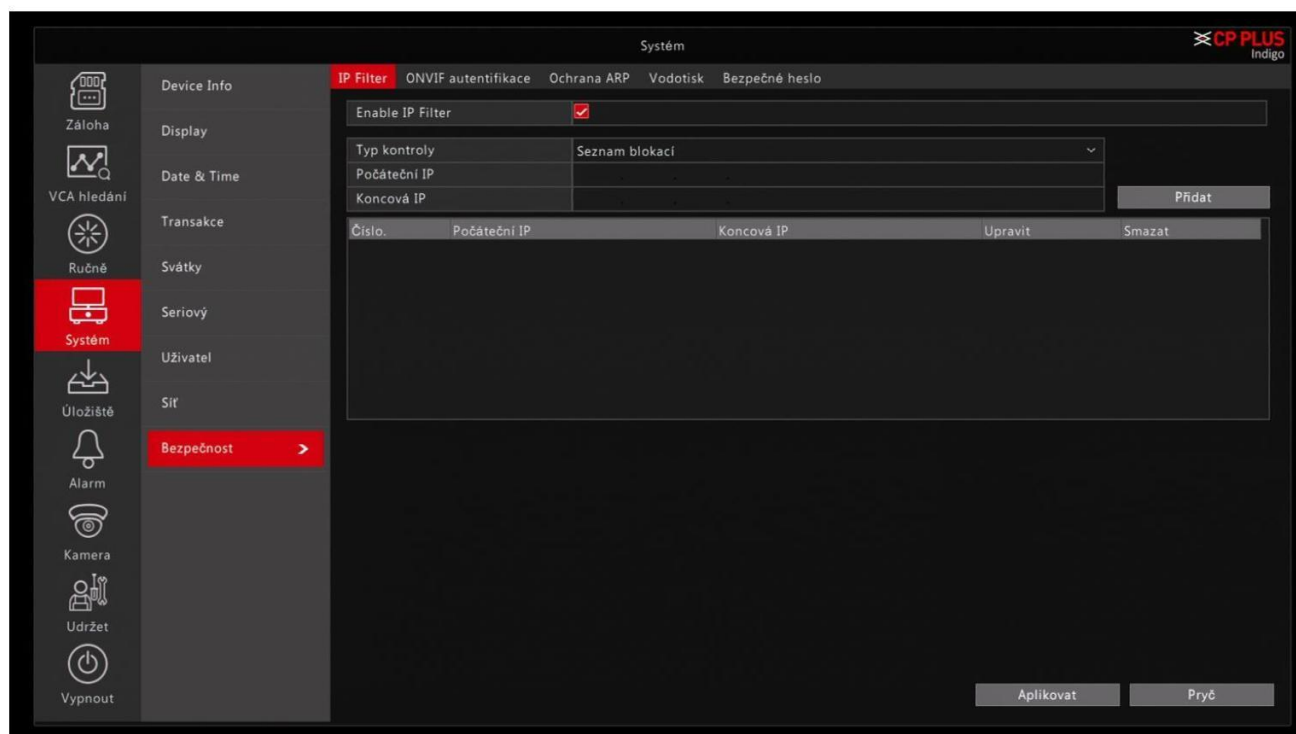 Systém
CP PLUS
Indigo
Záloha
VCA hledání
Ručně
Systém
Úložiště
Alarm
Kamera
Udržet
Vypnout
Device Info
Display
Date & Time
Transakce
Svátky
Seriový
Uživatel
Síť
Bezpečnost >
IP Filter ONVIF autentifikace Ochrana ARP Vodotisk Bezpečné heslo
Enable IP Filter
Typ kontroly Seznam blokací
Počáteční IP . . .
Koncová IP . . .
Přidat
Číslo. Počáteční IP Koncová IP Upravit Smazat
Aplikovat Pryč